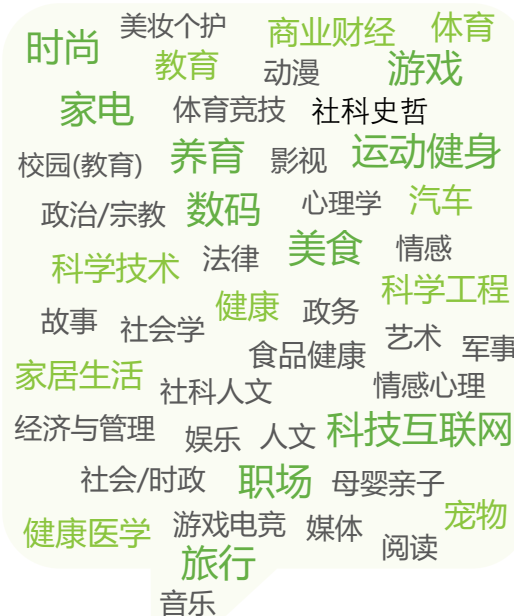 美妆个护 商业财经 体育
时尚
教育 动漫 游戏
家电 体育竞技 社科史哲
校园(教育) 养育 影视 运动健身
政治/宗教 数码 心理学 汽车
科学技术 法律 美食 情感
故事 社会学 健康 政务 科学工程
食品健康 艺术 军事
家居生活 社科人文 情感心理
经济与管理 娱乐 人文 科技互联网
社会/时政 职场 母婴亲子
健康医学 游戏电竞 媒体 宠物
旅行 阅读
音乐